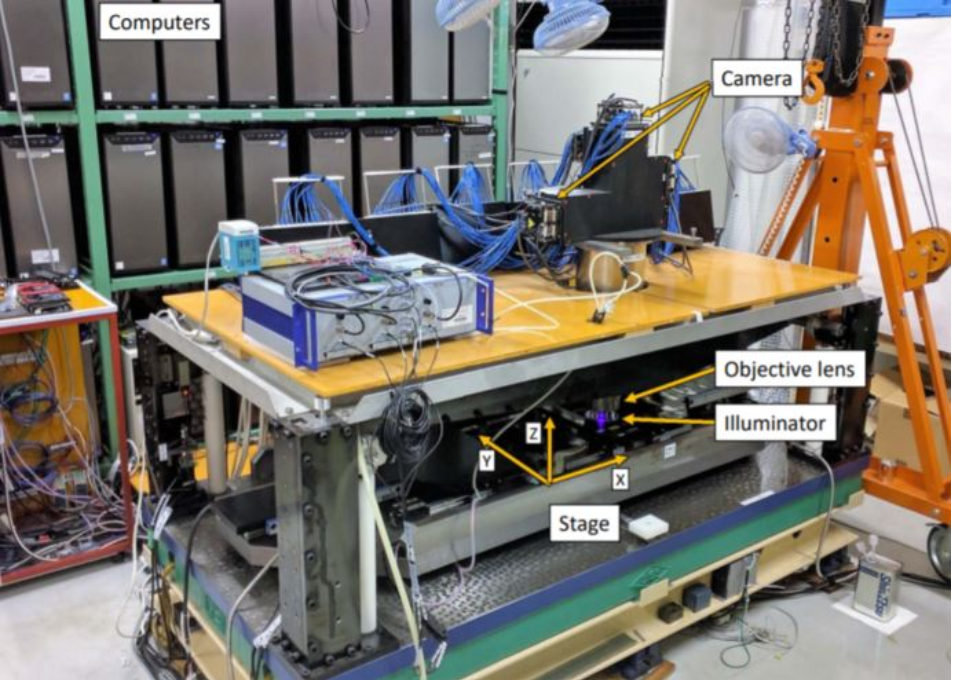 Computers
Camera
Objective lens
Illuminator
Z
Y
X
Stage